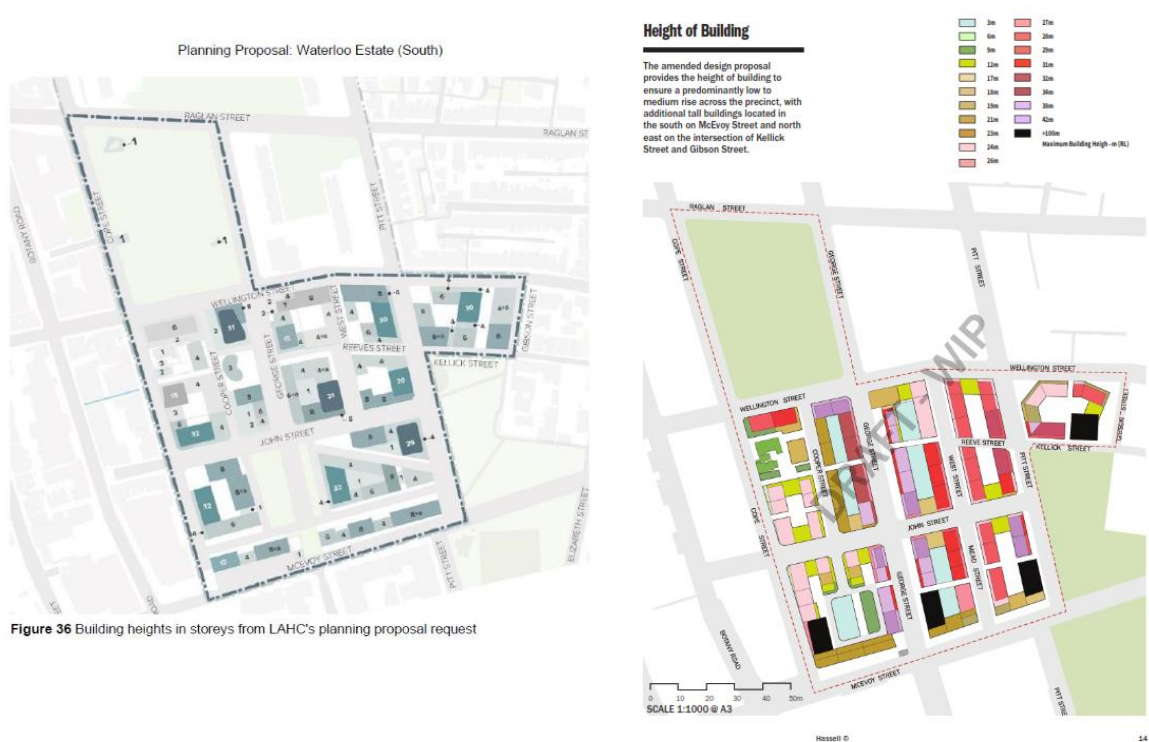 Planning Proposal: Waterloo Estate (South)
RAGLAN STREET
RAGLAN ST
COPE STREET
BOTANY ROAD
PITT STREET
WELLINGTON STREET
WEST STREET
GIBSON STREET
REEVES STREET
KELLICK STREET
COOPER STREET
GEORGE STREET
JOHN STREET
MCEVOY STREET
PITT STREET
ELIZABETH STREET
ROAD
Figure 36 Building heights in storeys from LAHC's planning proposal request
Height of Building
The amended design proposal
provides the height of building to
ensure a predominantly low to
medium rise across the precinct, with
additional tall buildings located in
the south on McEvoy Street and north
east on the intersection of Kellick
Street and Gibson Street.
3m
6m
9m
12m
17m
18m
19m
21m
23m
24m
26m
27m
28m
29m
31m
32m
34m
38m
42m
>100m
Maximum Building Heigh -m (RL)
RAGLAN STREET
COPE STREET
GEORGE STREET
PITT STREET
DRAFT_WIP
WELLINGTON STREET
WELLINGTON STREET
GIBSON STREET
COOPER STREET
GEORGE STREET
WEST STREET
REEVE STREET
KELLICK STREET
PITT STREET
COPE STREET
JOHN STREET
MEAD STREET
GEORGE STREET
BOTANY ROAD
MCEVOY STREET
0 10 20 30 40 50m
SCALE 1:1000 @ A3
Hassell ©
14